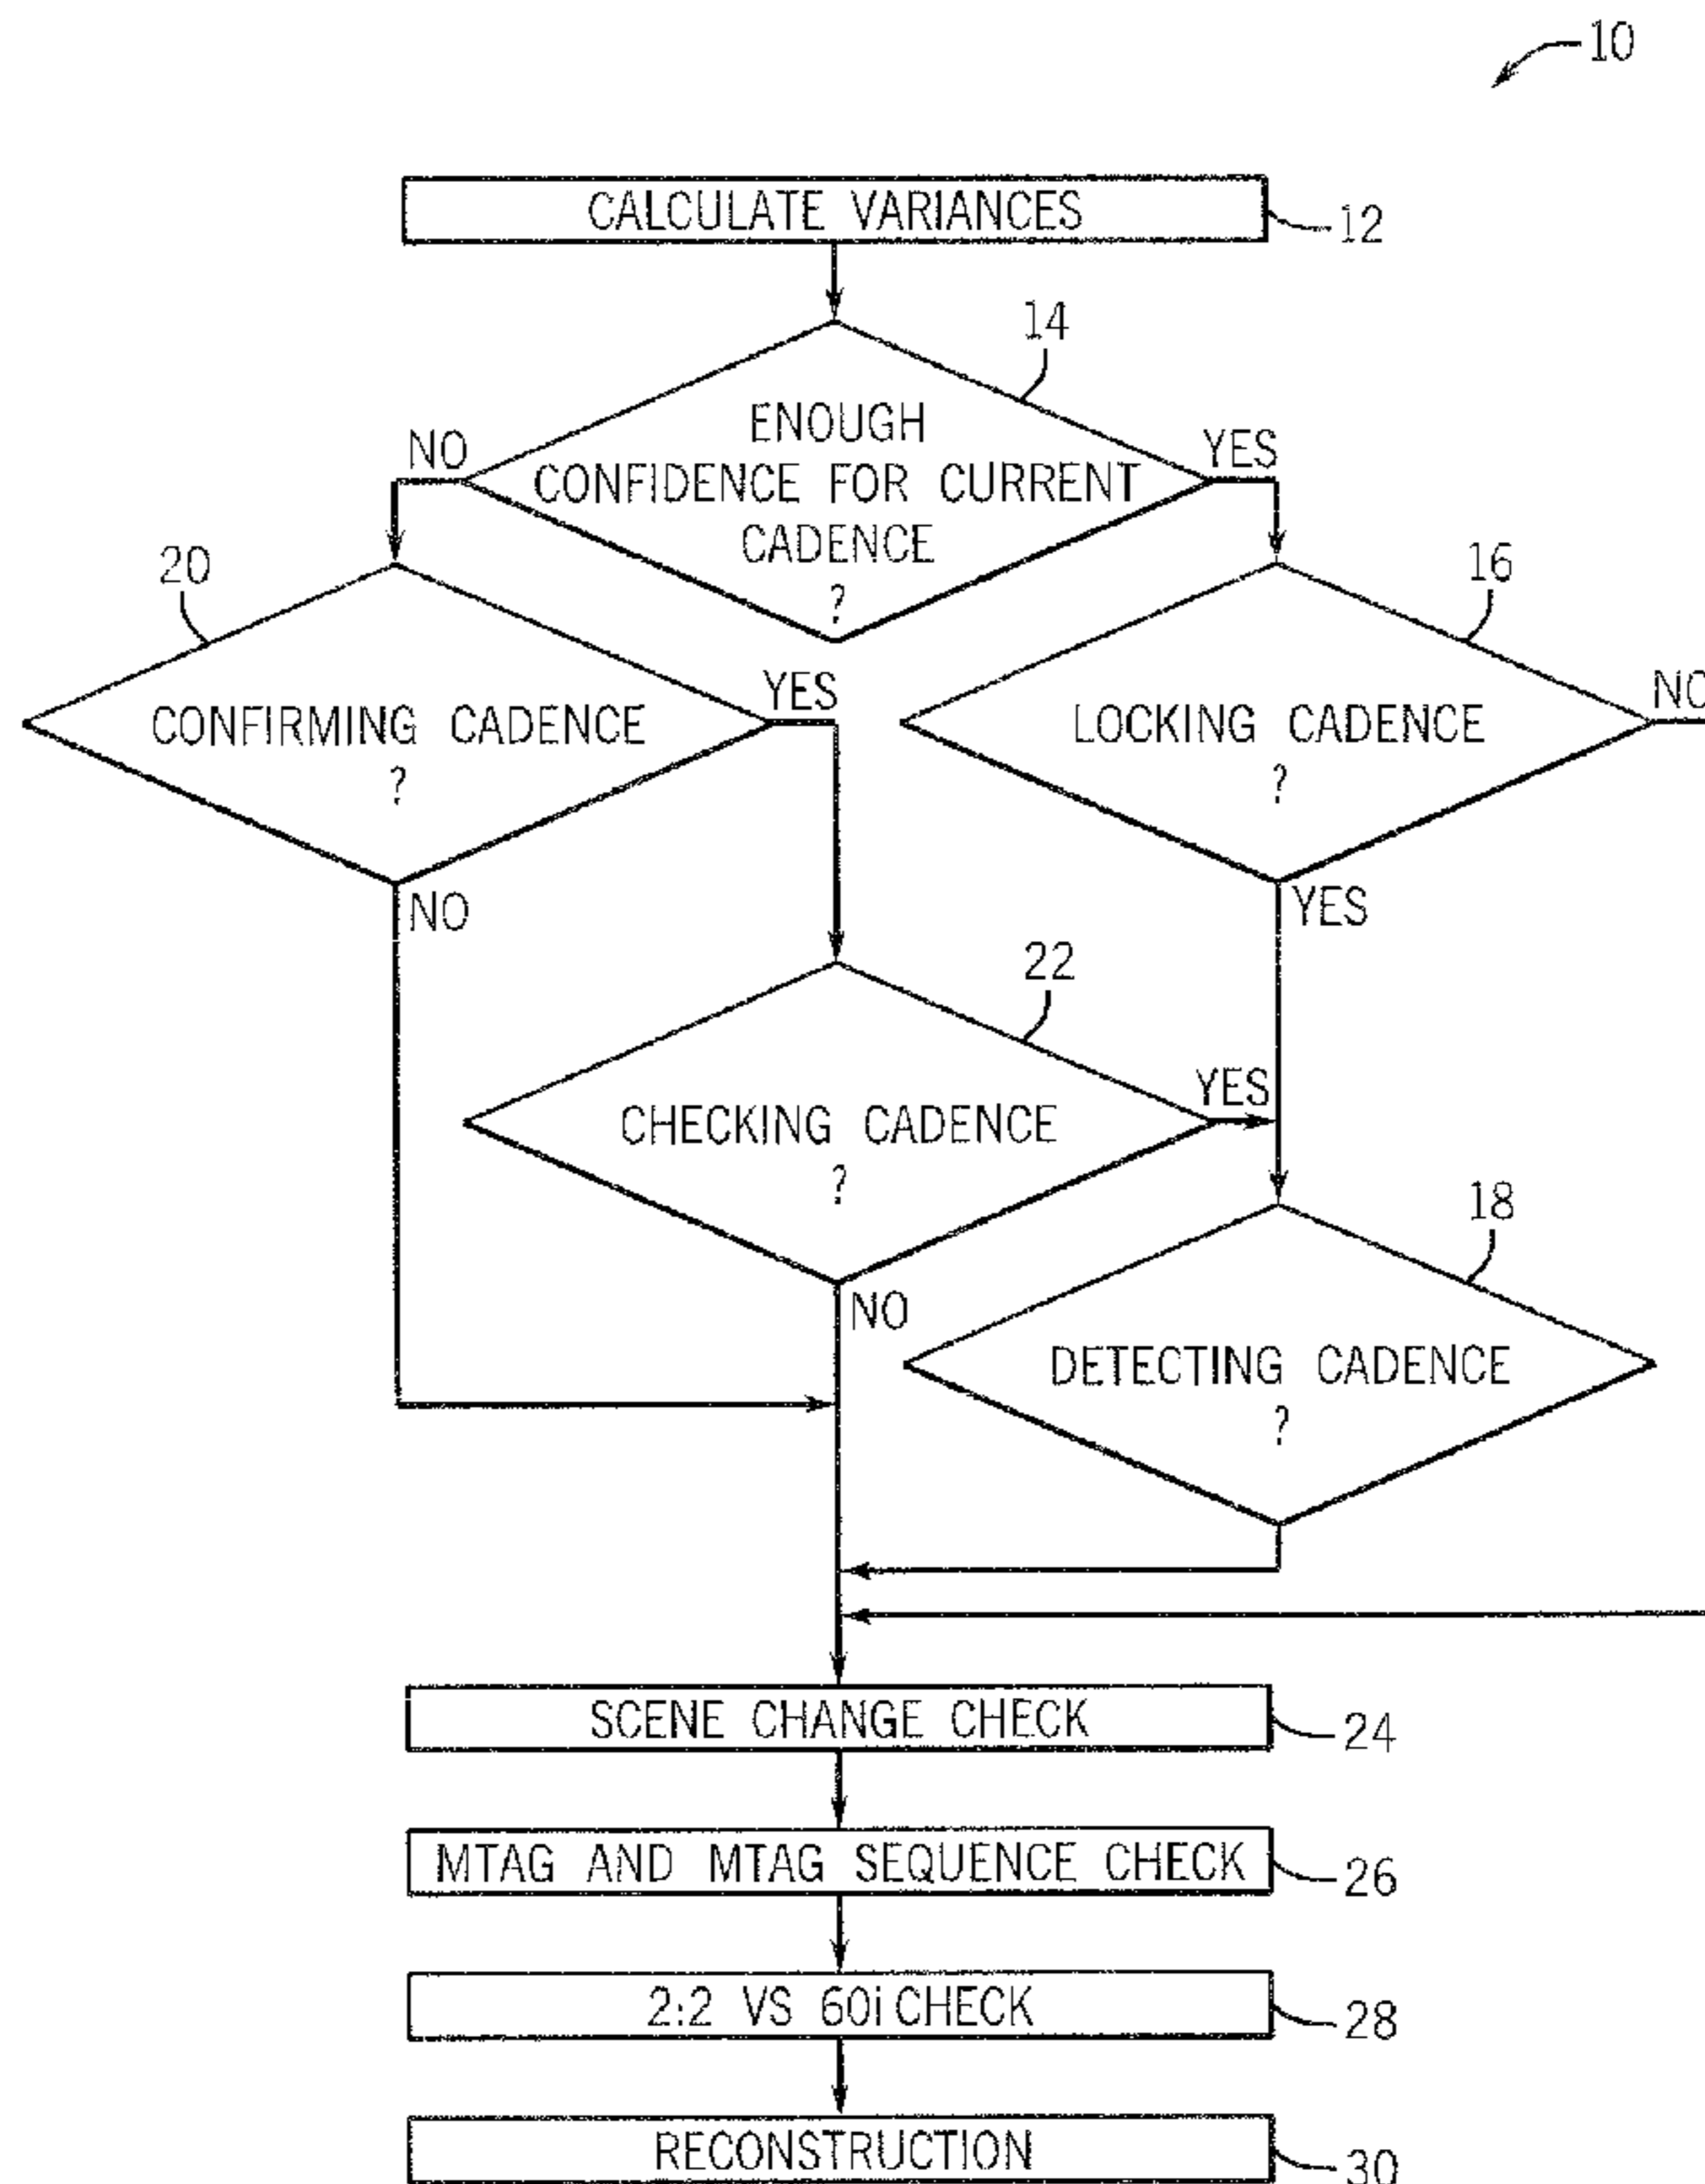 10
CALCULATE VARIANCES
12
14
ENOUGH
CONFIDENCE FOR CURRENT
CADENCE
?
NO
YES
20
16
CONFIRMING CADENCE
?
YES
NO
LOCKING CADENCE
?
NO
YES
22
CHECKING CADENCE
?
YES
NO
18
DETECTING CADENCE
?
SCENE CHANGE CHECK
24
MTAG AND MTAG SEQUENCE CHECK
26
2:2 VS 60i CHECK
28
RECONSTRUCTION
30